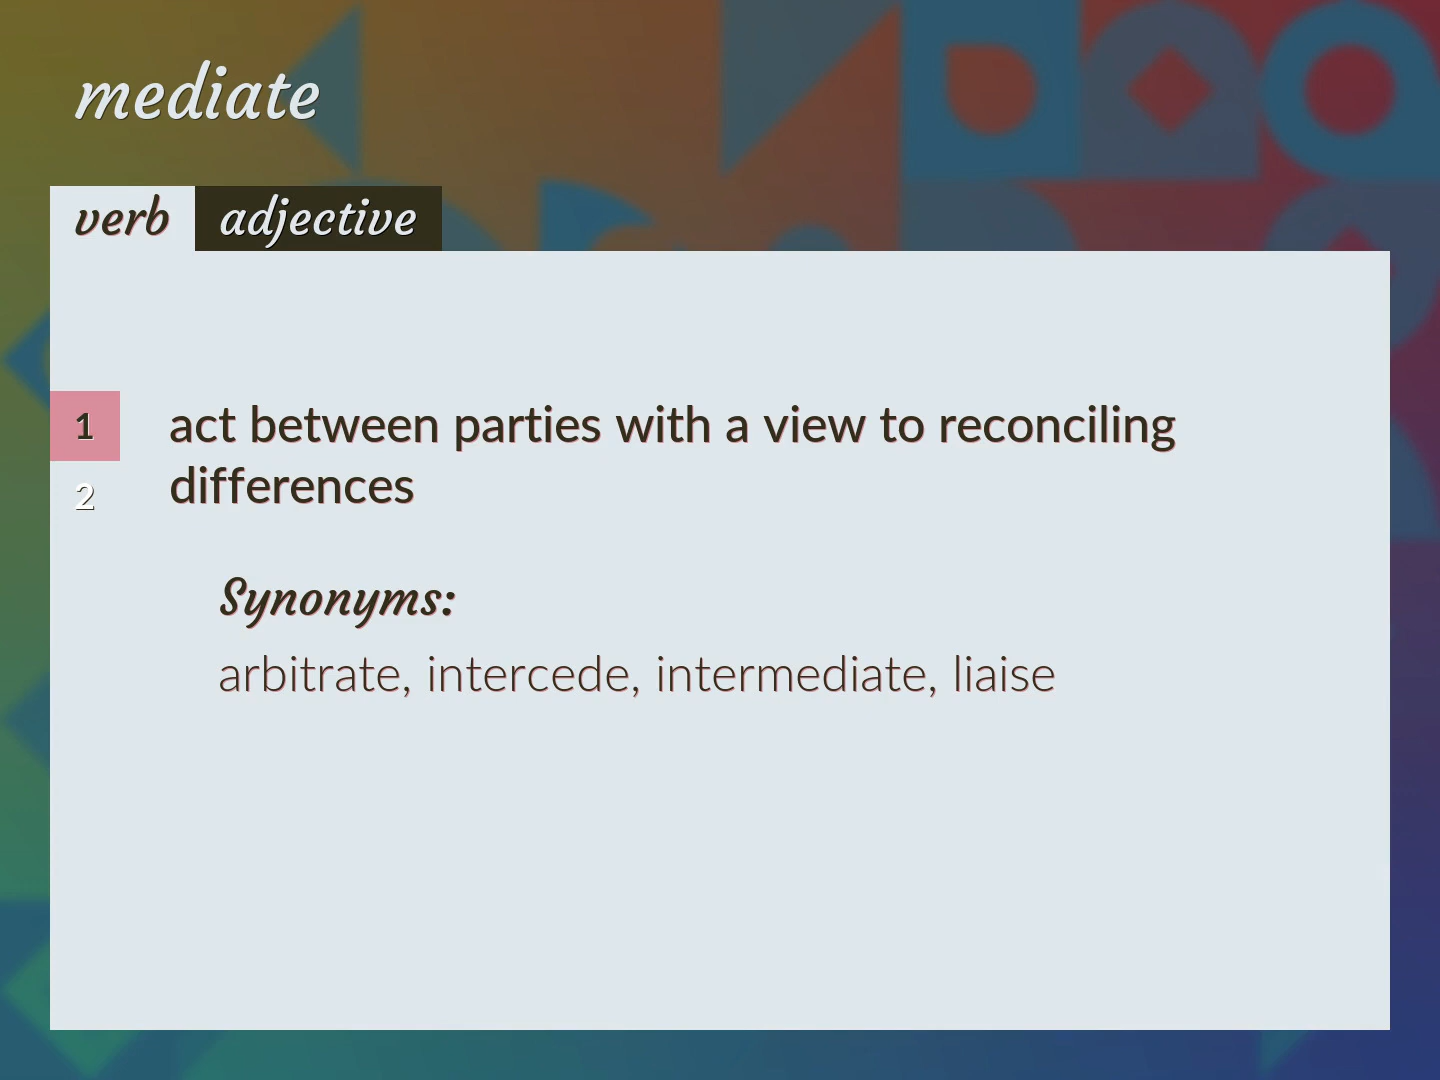 mediate
verb adjective
1 act between parties with a view to reconciling
2 differences
Synonyms:
arbitrate, intercede, intermediate, liaise